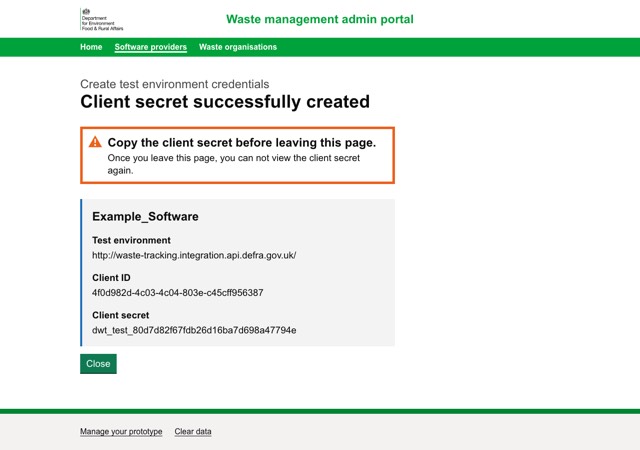 Department
for Environment
Food & Rural Affairs
Waste management admin portal
Home Software providers Waste organisations
Create test environment credentials
Client secret successfully created
Copy the client secret before leaving this page.
Once you leave this page, you can not view the client secret
again.
Example_Software
Test environment
http://waste-tracking.integration.api.defra.gov.uk/
Client ID
4f0d982d-4c03-4c04-803e-c45cff956387
Client secret
dwt_test_80d7d82f67fdb26d16ba7d698a47794e
Close
Manage your prototype Clear data